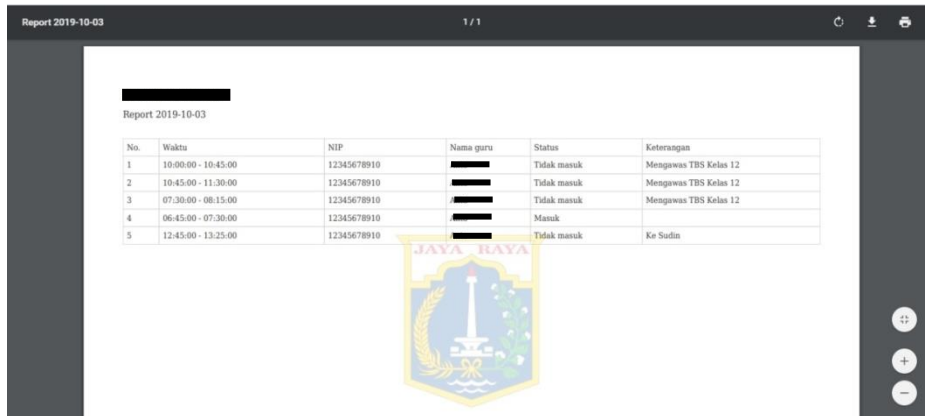 Report 2019-10-03 1 / 1
Report 2019-10-03
No. Waktu NIP Nama guru Status Keterangan
1 10:00:00 - 10:45:00 12345678910 Tidak masuk Mengawas TBS Kelas 12
2 10:45:00 - 11:30:00 12345678910 Tidak masuk Mengawas TBS Kelas 12
3 07:30:00 - 08:15:00 12345678910 Tidak masuk Mengawas TBS Kelas 12
4 06:45:00 - 07:30:00 12345678910 Masuk
5 12:45:00 - 13:25:00 12345678910 Tidak masuk Ke Sudin
JAYA RAYA